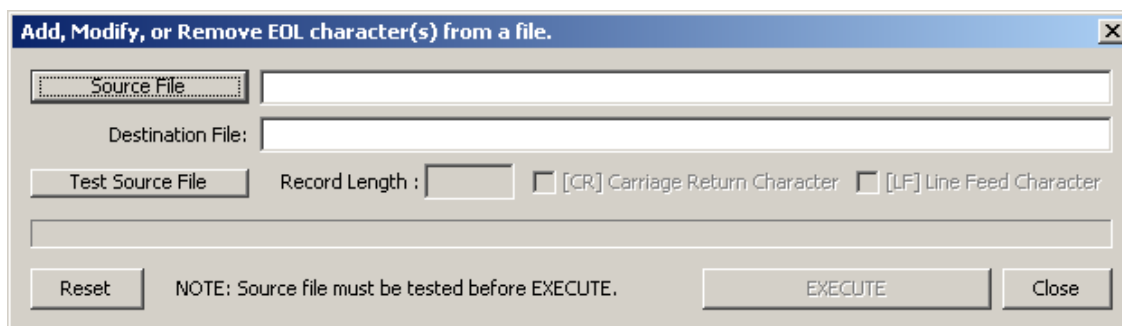 Add, Modify, or Remove EOL character(s) from a file.
Source File
Destination File:
Test Source File Record Length : [CR] Carriage Return Character [LF] Line Feed Character
Reset NOTE: Source file must be tested before EXECUTE. EXECUTE Close